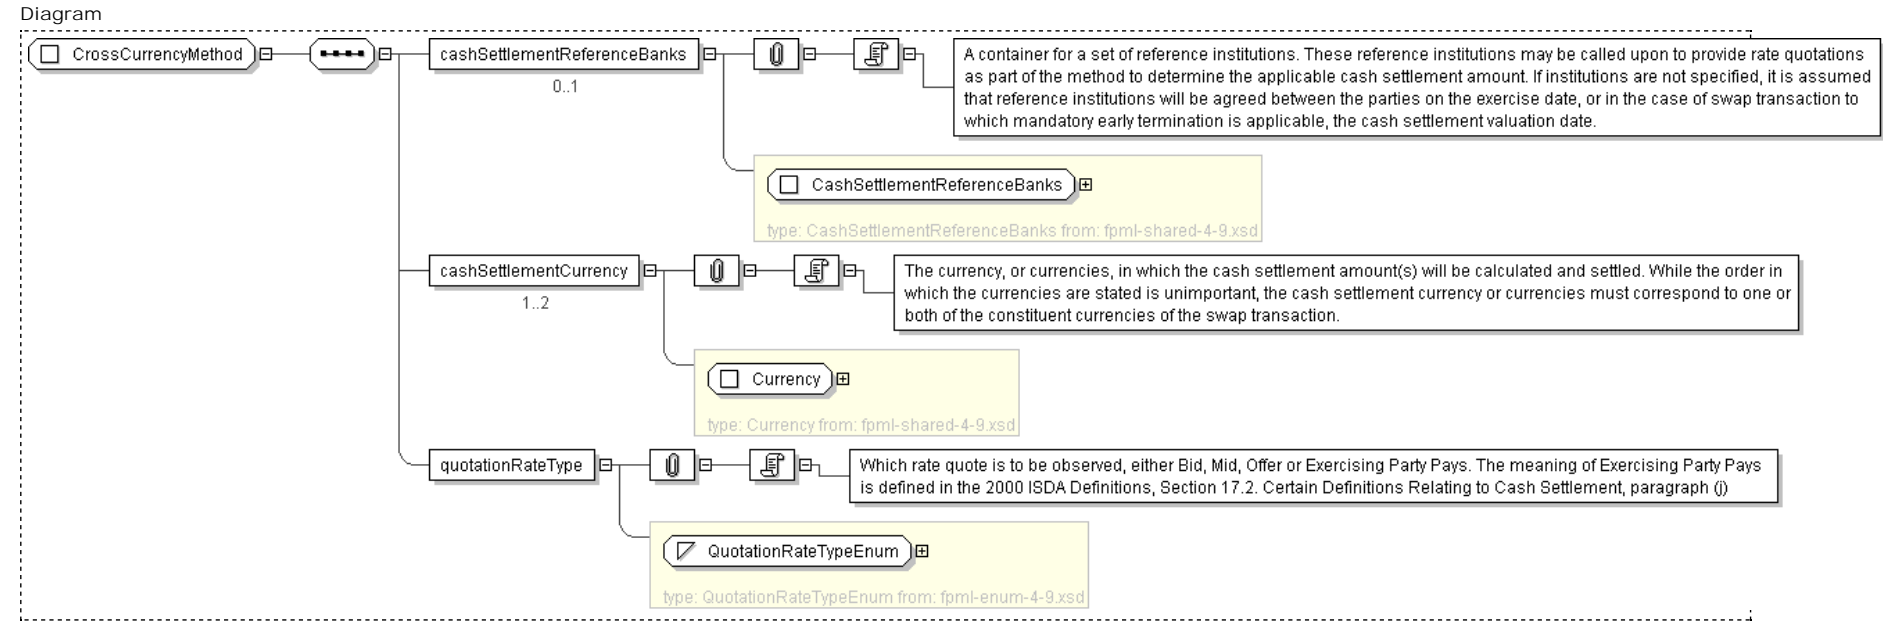 Diagram
CrossCurrencyMethod
cashSettlementReferenceBanks
0..1
A container for a set of reference institutions. These reference institutions may be called upon to provide rate quotations
as part of the method to determine the applicable cash settlement amount. If institutions are not specified, it is assumed
that reference institutions will be agreed between the parties on the exercise date, or in the case of swap transaction to
which mandatory early termination is applicable, the cash settlement valuation date.
CashSettlementReferenceBanks
type: CashSettlementReferenceBanks from: fpml-shared-4-9.xsd
cashSettlementCurrency
1..2
The currency, or currencies, in which the cash settlement amount(s) will be calculated and settled. While the order in
which the currencies are stated is unimportant, the cash settlement currency or currencies must correspond to one or
both of the constituent currencies of the swap transaction.
Currency
type: Currency from: fpml-shared-4-9.xsd
quotationRateType
Which rate quote is to be observed, either Bid, Mid, Offer or Exercising Party Pays. The meaning of Exercising Party Pays
is defined in the 2000 ISDA Definitions, Section 17.2. Certain Definitions Relating to Cash Settlement, paragraph (j)
QuotationRateTypeEnum
type: QuotationRateTypeEnum from: fpml-enum-4-9.xsd